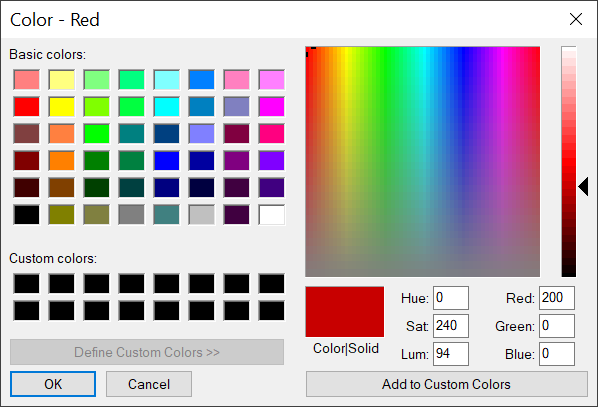 Color - Red
Basic colors:
Custom colors:
Define Custom Colors >>
OK
Cancel
Color|Solid
Hue: 0
Sat: 240
Lum: 94
Red: 200
Green: 0
Blue: 0
Add to Custom Colors